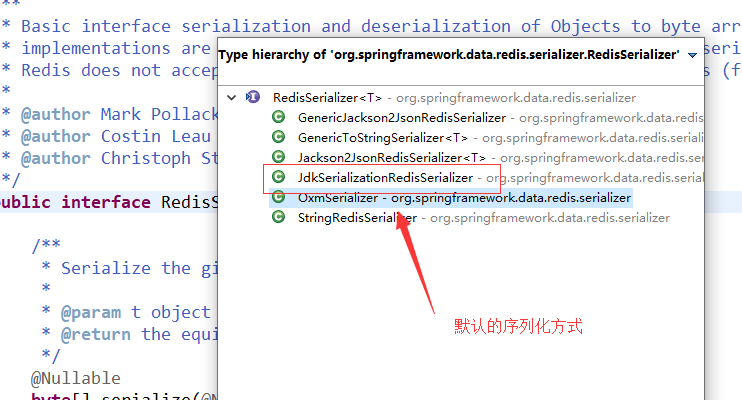 **
* Basic interface serialization and deserialization of Objects to byte arr
* implementations are
seri
* Redis does not accep
s (f
*
* @author Mark Pollack
* @author Costin Leau
* @author Christoph St
*/
public interface RedisS
/**
* Serialize the gi
*
* @param t object
* @return the equi
*/
@Nullable
byte[] serialize(@N
Type hierarchy of 'org.springframework.data.redis.serializer.RedisSerializer'
RedisSerializer<T> - org.springframework.data.redis.serializer
GenericJackson2JsonRedisSerializer - org.springframework.data.redis
GenericToStringSerializer<T> - org.springframework.data.redis.seriali
Jackson2JsonRedisSerializer<T> - org.springframework.data.redis.se
JdkSerializationRedisSerializer - org.springframework.data.redis.serial
OxmSerializer - org.springframework.data.redis.serializer
StringRedisSerializer - org.springframework.data.redis.serializer
默认的序列化方式